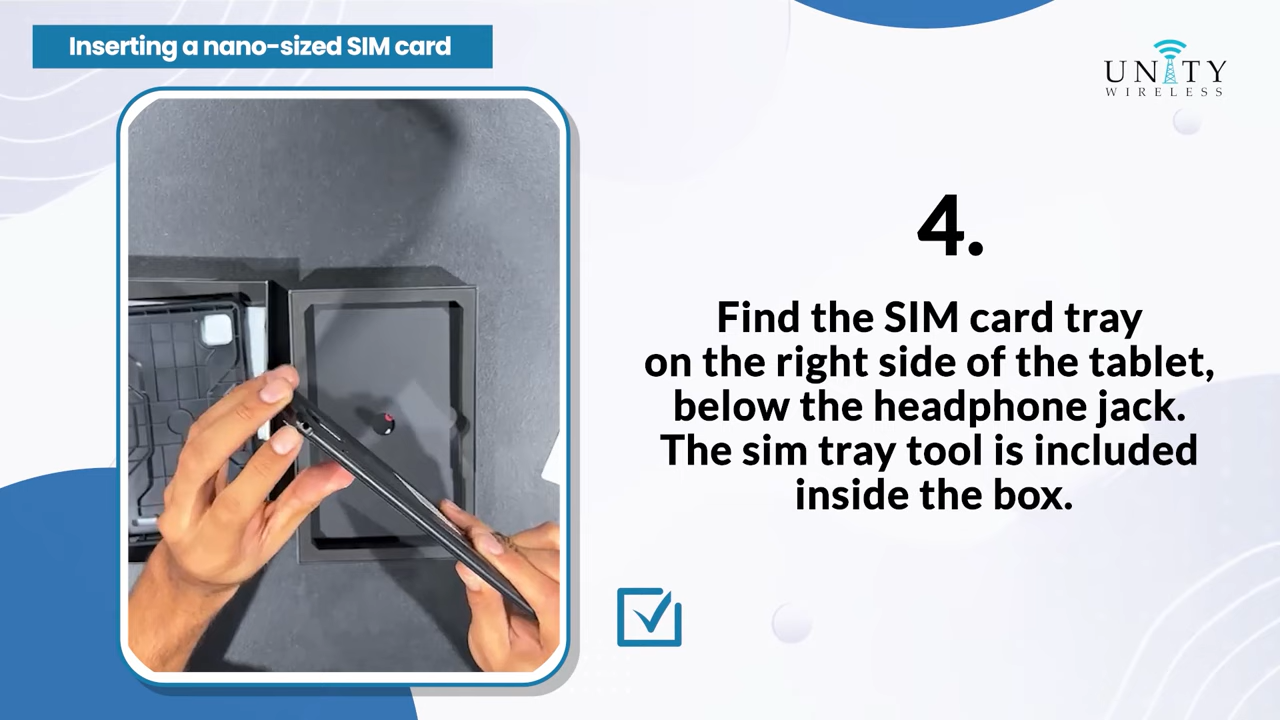 Inserting a nano-sized SIM card
UNITY
WIRELESS
4.
Find the SIM card tray
on the right side of the tablet,
below the headphone jack.
The sim tray tool is included
inside the box.